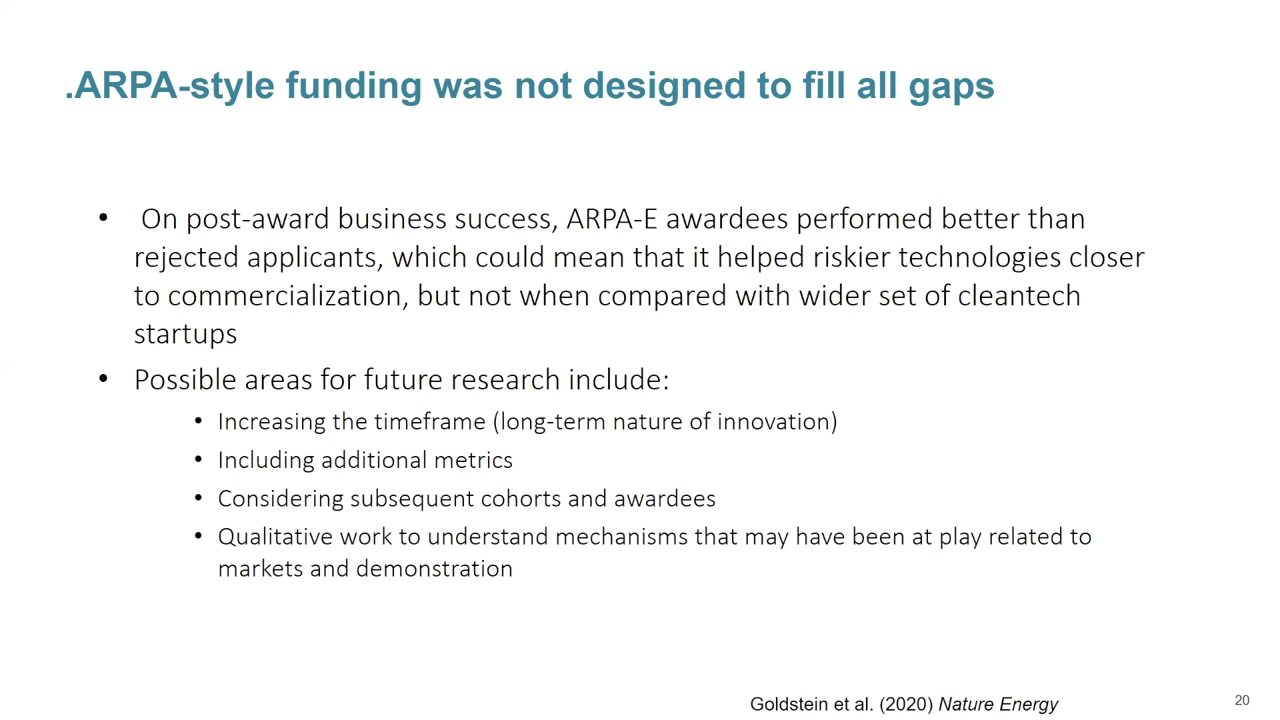 .ARPA-style funding was not designed to fill all gaps
• On post-award business success, ARPA-E awardees performed better than
rejected applicants, which could mean that it helped riskier technologies closer
to commercialization, but not when compared with wider set of cleantech
startups
• Possible areas for future research include:
• Increasing the timeframe (long-term nature of innovation)
• Including additional metrics
• Considering subsequent cohorts and awardees
• Qualitative work to understand mechanisms that may have been at play related to
markets and demonstration
Goldstein et al. (2020) Nature Energy
20